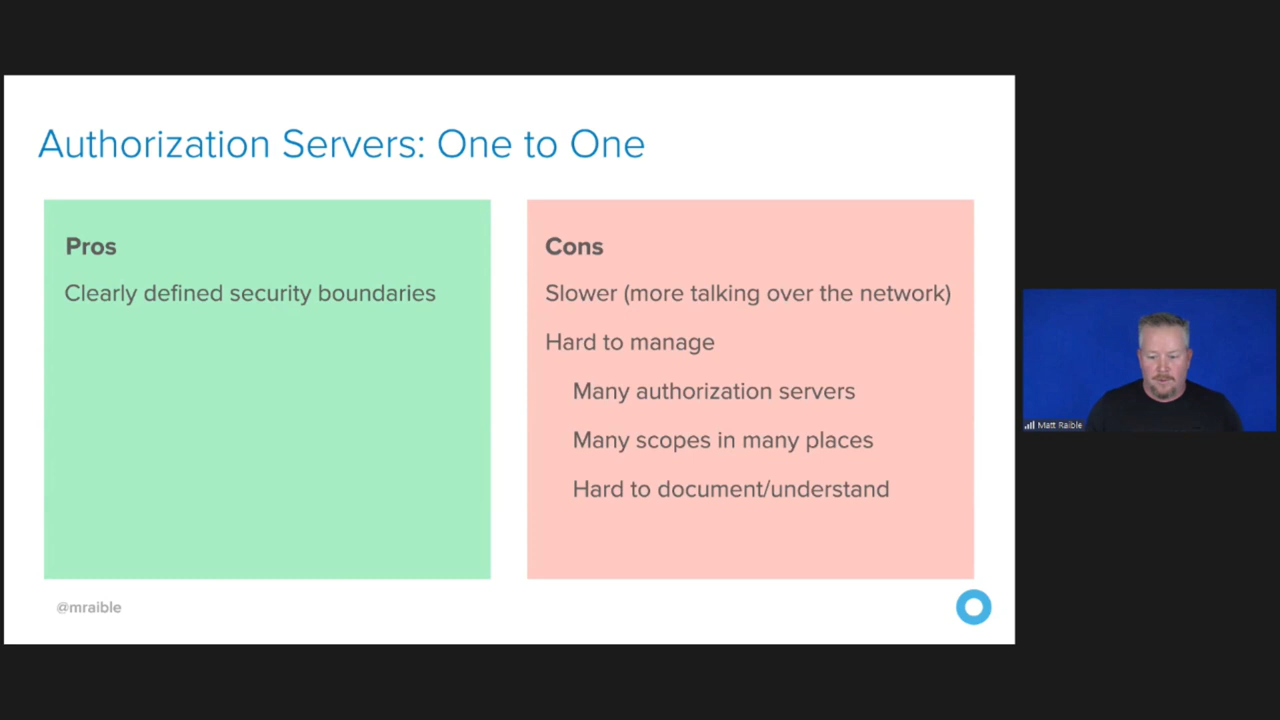 Authorization Servers: One to One
Pros
Clearly defined security boundaries
Cons
Slower (more talking over the network)
Hard to manage
Many authorization servers
Many scopes in many places
Hard to document/understand
@mraible
Matt Raible